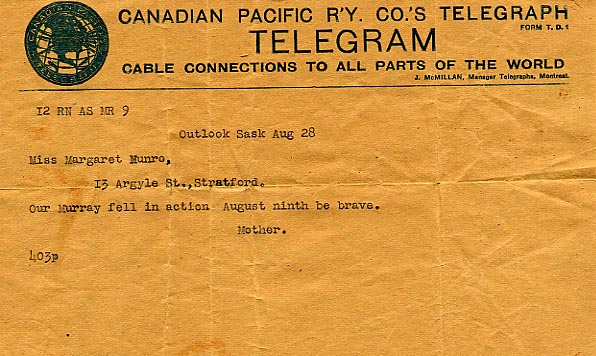 CANADIAN PACIFIC R'Y. CO.'S TELEGRAPH
FORM T. D. 1
TELEGRAM
CABLE CONNECTIONS TO ALL PARTS OF THE WORLD
J. McMILLAN, Manager Telegraphs, Montreal.
12 RN AS MR 9
Outlook Sask Aug 28
Miss Margaret Munro,
13 Argyle St.,Stratford.
Our Murray fell in action August ninth be brave.
Mother.
403p